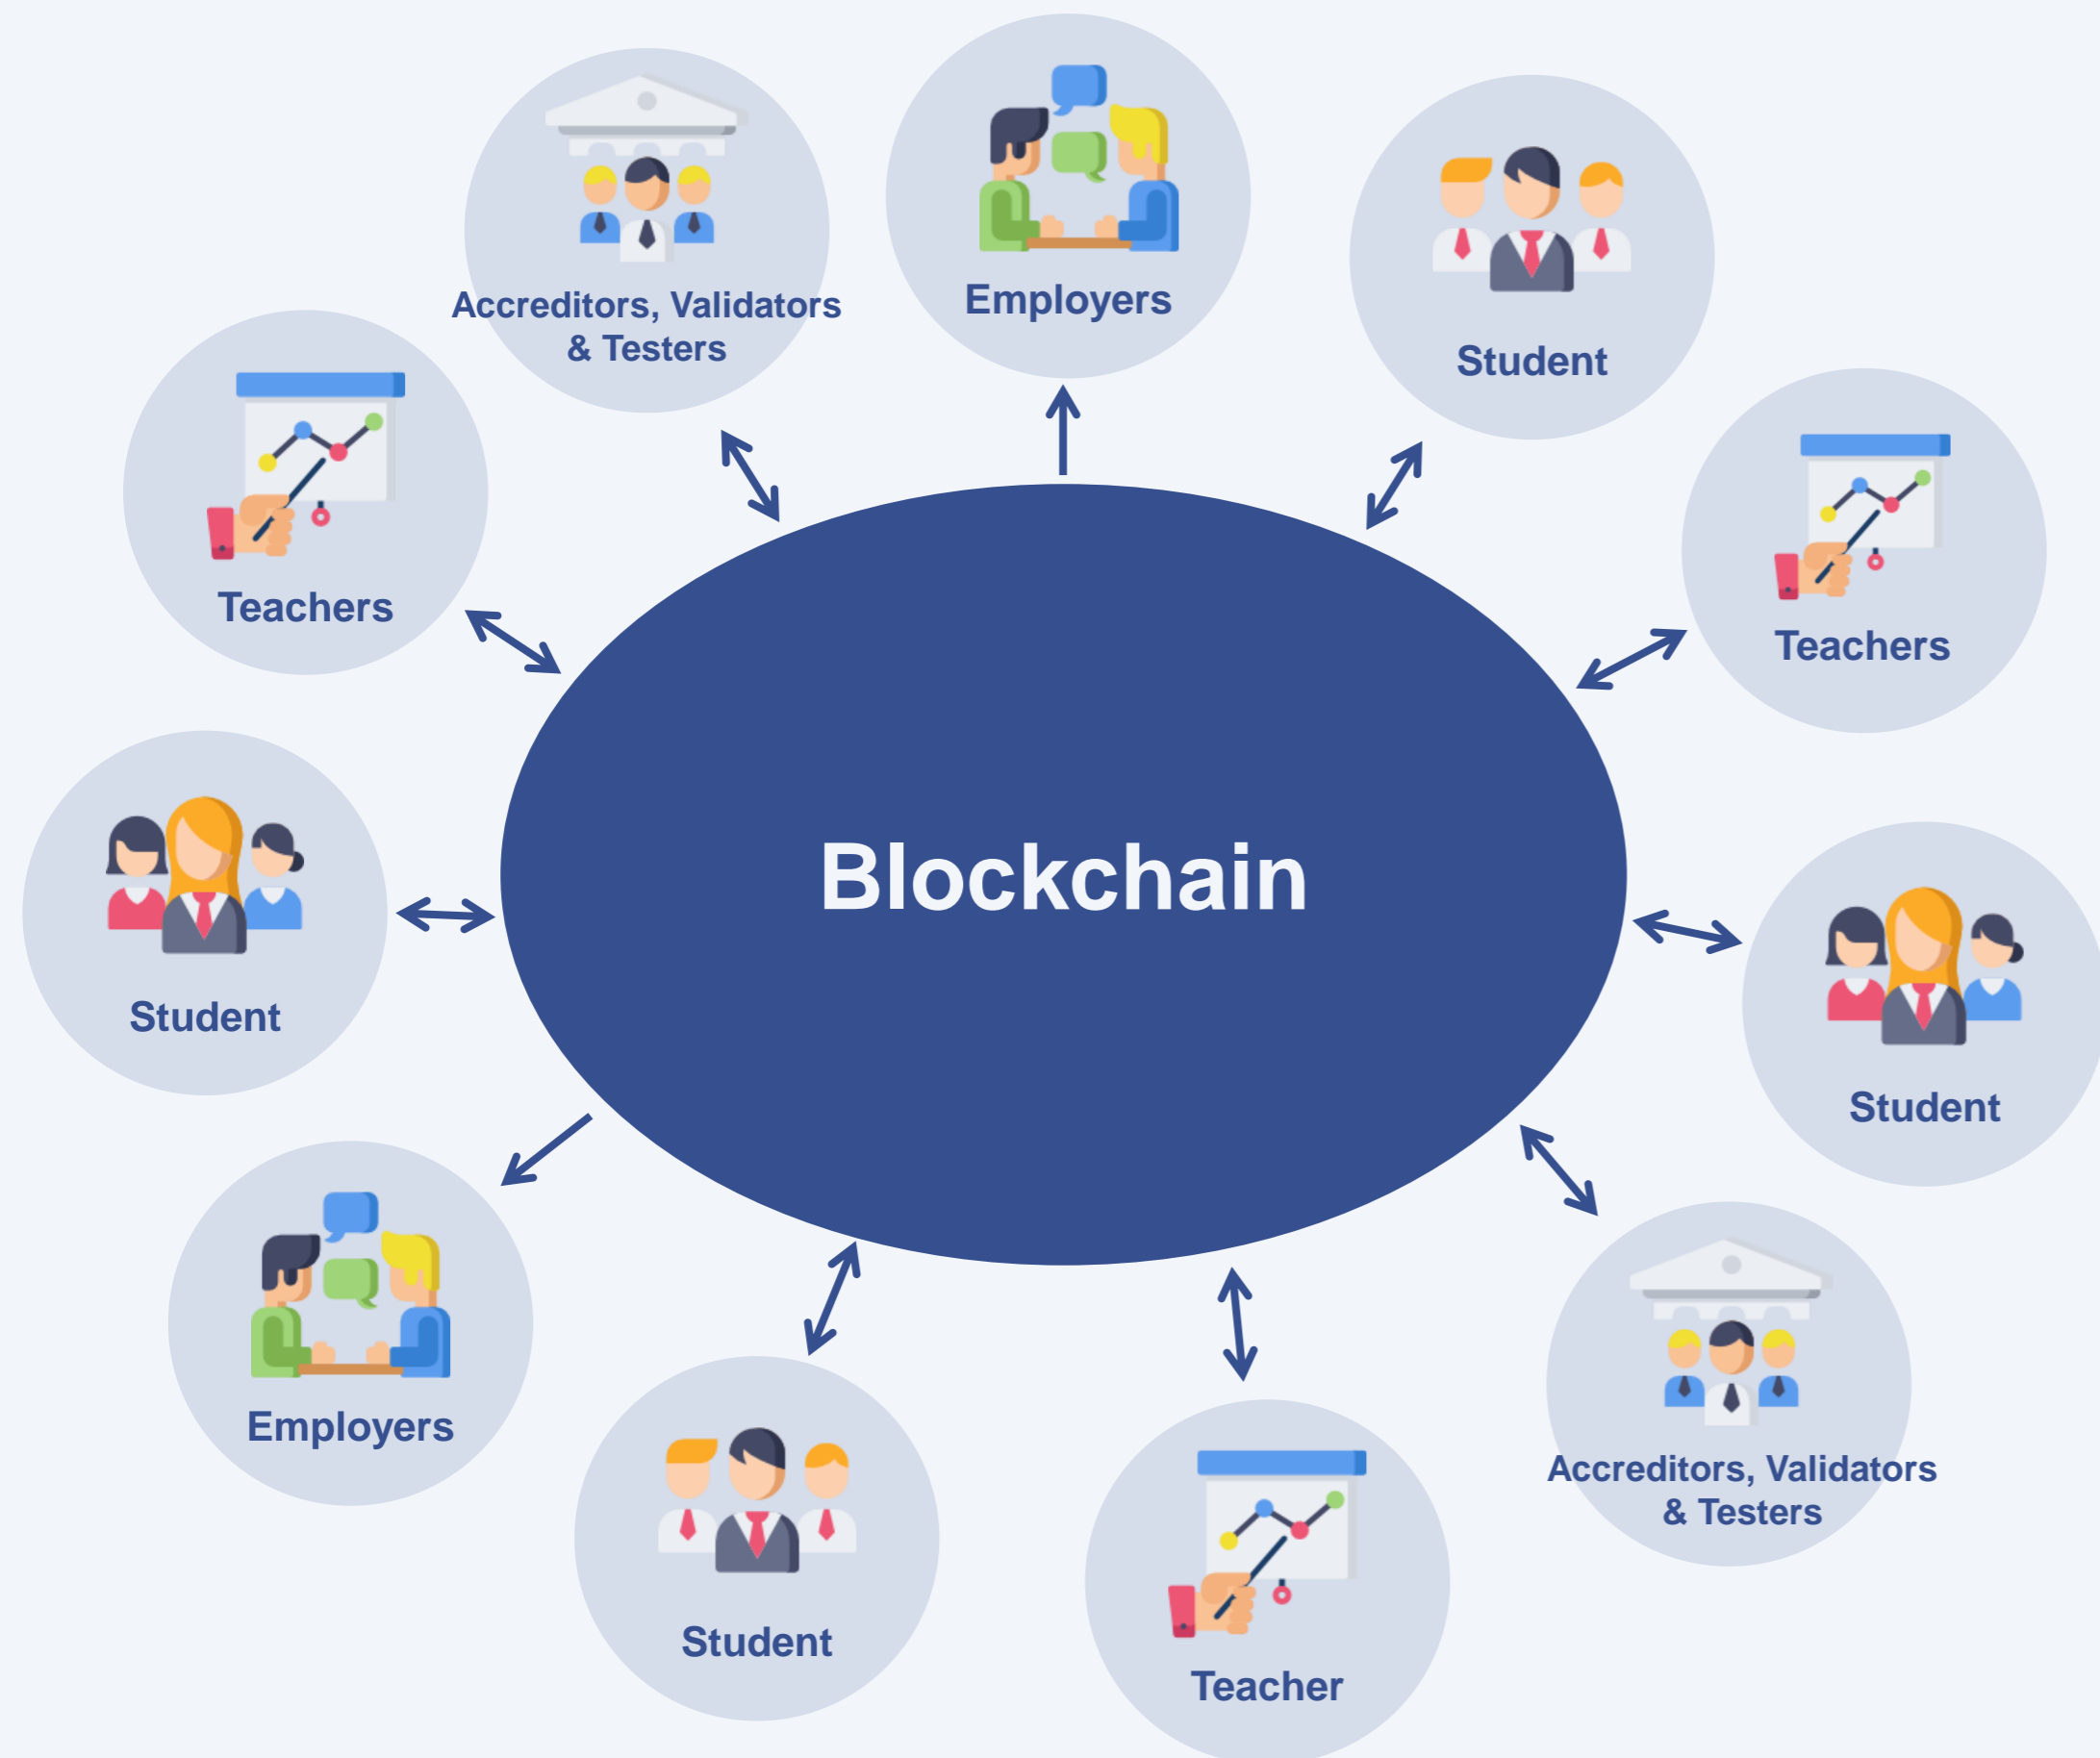 Employers
Accreditors, Validators
& Testers
Student
Teachers
Teachers
Blockchain
Student
Student
Employers
Accreditors, Validators
& Testers
Student
Teacher